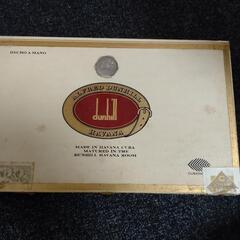 HECHO A MANO
ALFRED DUNHILL
dunhill
HAVANA
MADE IN HAVANA CUBA
MATURED IN THE
DUNHILL HAVANA ROOM